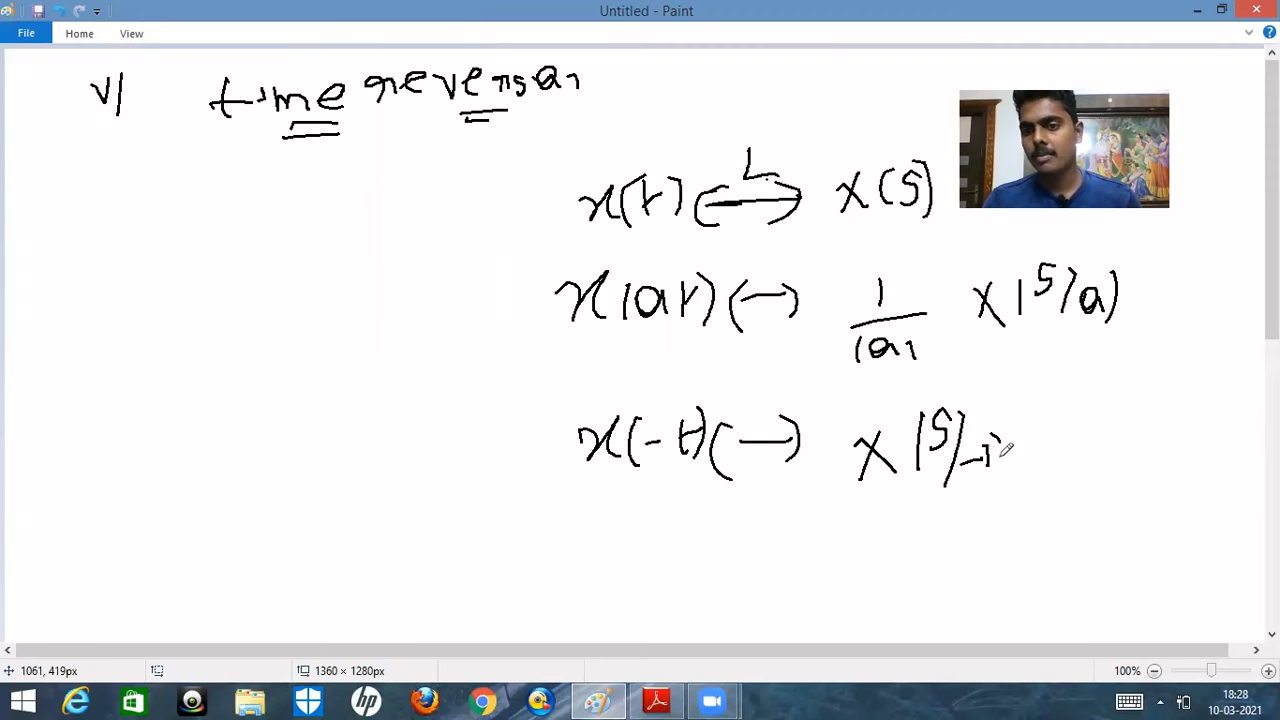 Untitled - Paint
File Home View
v) time reversal
x(t) ⟷ X(S)
L
x(at) ⟷ 1/|a| X(S/a)
x(-t) ⟷ X(S/-1
1061, 419px
1360 × 1280px
100%
18:28
10-03-2021